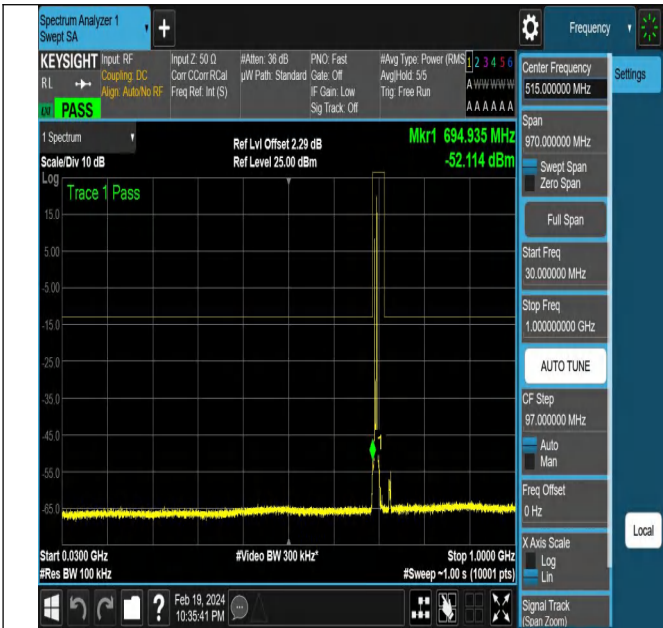 Spectrum Analyzer 1
Swept SA
+
Frequency
KEYSIGHT
RL
PASS
Input: RF
Coupling: DC
Align: Auto/No RF
Input Z: 50 Ω
Corr CCorr RCal
Freq Ref: Int (S)
#Atten: 36 dB
µW Path: Standard
PNO: Fast
Gate: Off
IF Gain: Low
Sig Track: Off
#Avg Type: Power (RMS
Avg|Hold: 5/5
Trig: Free Run
1 2 3 4 5 6
A W W W W W
A A A A A A
1 Spectrum
Scale/Div 10 dB
Ref Lvl Offset 2.29 dB
Ref Level 25.00 dBm
Mkr1 694.935 MHz
-52.114 dBm
Log
Trace 1 Pass
15.0
5.00
-5.00
-15.0
-25.0
-35.0
-45.0
-55.0
-65.0
1
Start 0.0300 GHz
#Res BW 100 kHz
#Video BW 300 kHz*
Stop 1.0000 GHz
#Sweep ~1.00 s (10001 pts)
Feb 19, 2024
10:35:41 PM
?
Center Frequency
515.000000 MHz
Settings
Span
970.000000 MHz
Swept Span
Zero Span
Full Span
Start Freq
30.000000 MHz
Stop Freq
1.000000000 GHz
AUTO TUNE
CF Step
97.000000 MHz
Auto
Man
Freq Offset
0 Hz
X Axis Scale
Log
Lin
Local
Signal Track
(Span Zoom)